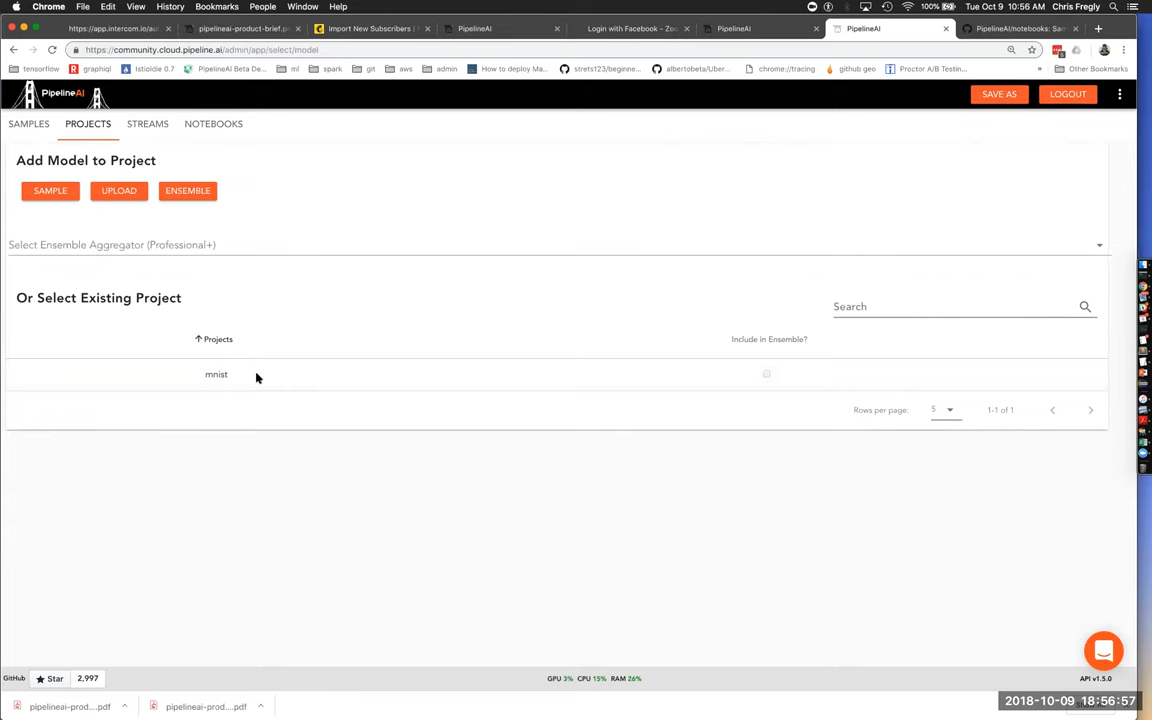 Chrome File Edit View History Bookmarks People Window Help 100% Tue Oct 9 10:56 AM Chris Fregly
https://app.intercom.io/au pipelineai-product-brief.p Import New Subscribers | PipelineAI Login with Facebook - Zoo PipelineAI PipelineAI PipelineAI/notebooks: Sam
https://community.cloud.pipeline.ai/admin/app/select/model
tensorflow graphiql Istioldie 0.7 PipelineAI Beta De... ml spark git aws admin How to deploy Ma... strets123/beginne... albertobeta/Uber... chrome://tracing github geo Proctor A/B Testin... » Other Bookmarks
PipelineAI SAVE AS LOGOUT
SAMPLES PROJECTS STREAMS NOTEBOOKS
Add Model to Project
SAMPLE UPLOAD ENSEMBLE
Select Ensemble Aggregator (Professional+)
Or Select Existing Project
Search
Projects Include in Ensemble?
mnist
Rows per page: 5 1-1 of 1
GitHub Star 2,997 GPU 3% CPU 15% RAM 26% API v1.5.0
pipelineai-prod....pdf pipelineai-prod....pdf
2018-10-09 18:56:57